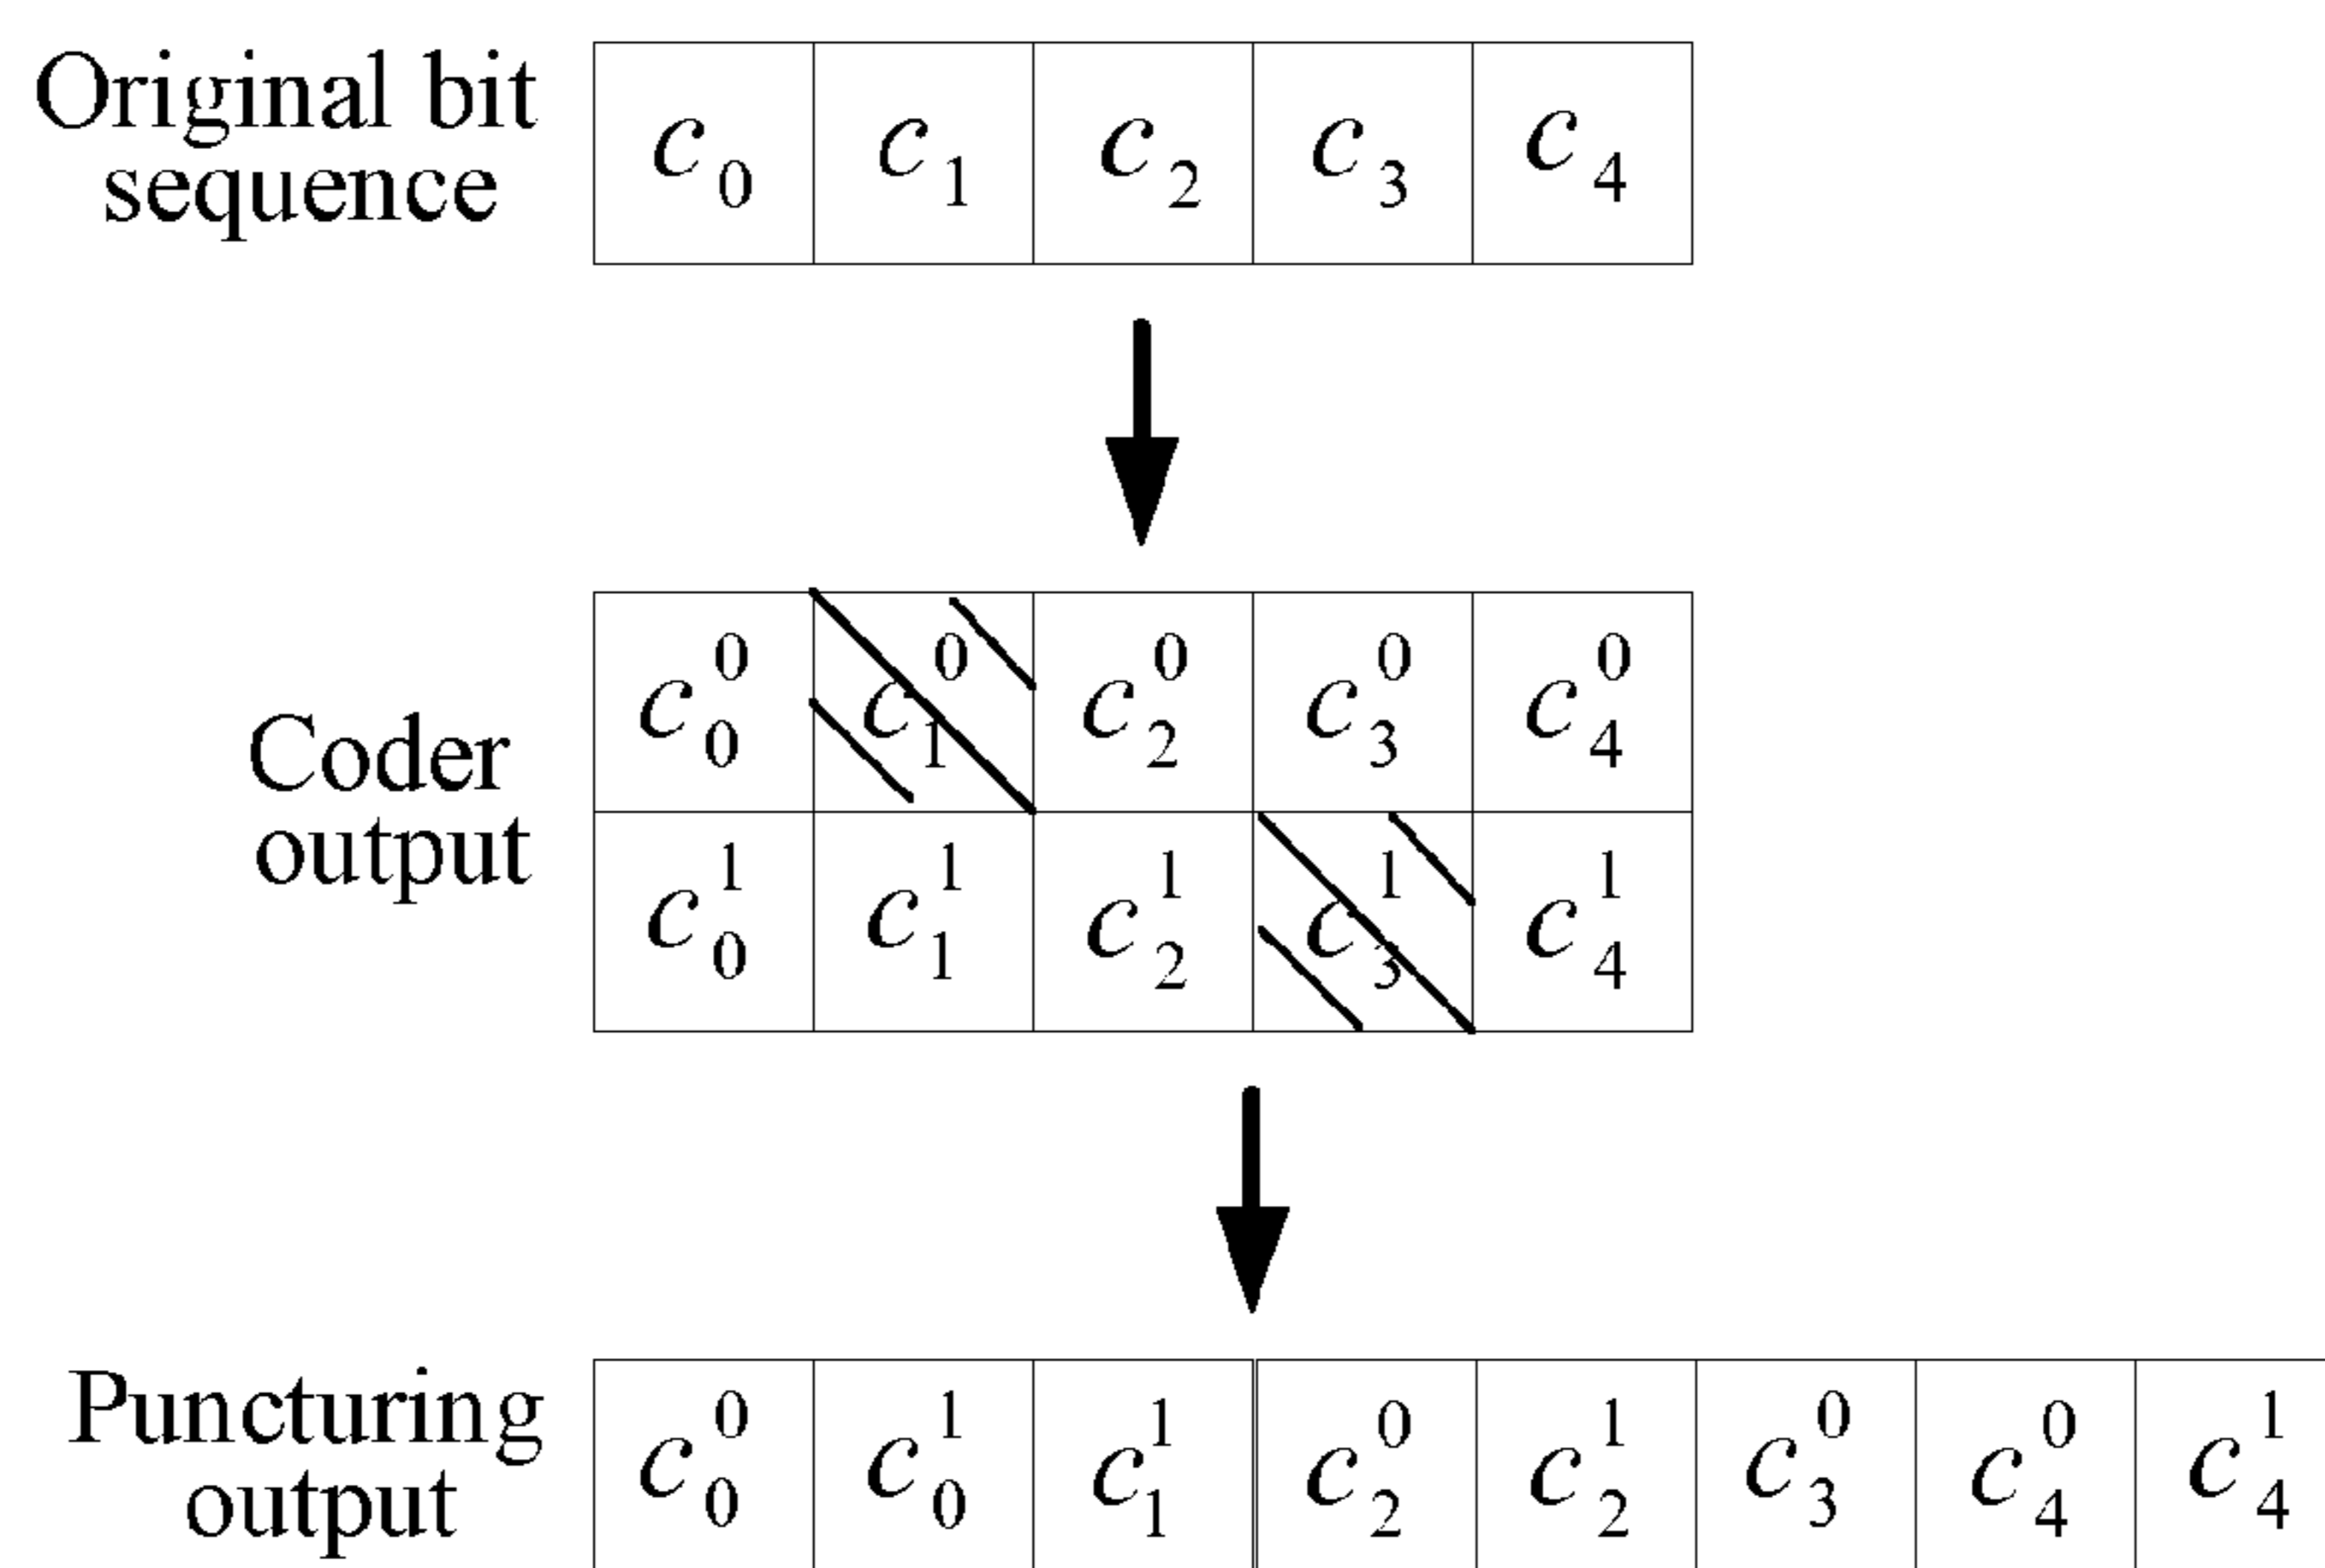 Original bit
sequence
c₀ c₁ c₂ c₃ c₄
Coder
output
c₀⁰ c₁⁰ c₂⁰ c₃⁰ c₄⁰
c₀¹ c₁¹ c₂¹ c₃¹ c₄¹
Puncturing
output
c₀⁰ c₀¹ c₁¹ c₂⁰ c₂¹ c₃⁰ c₄⁰ c₄¹